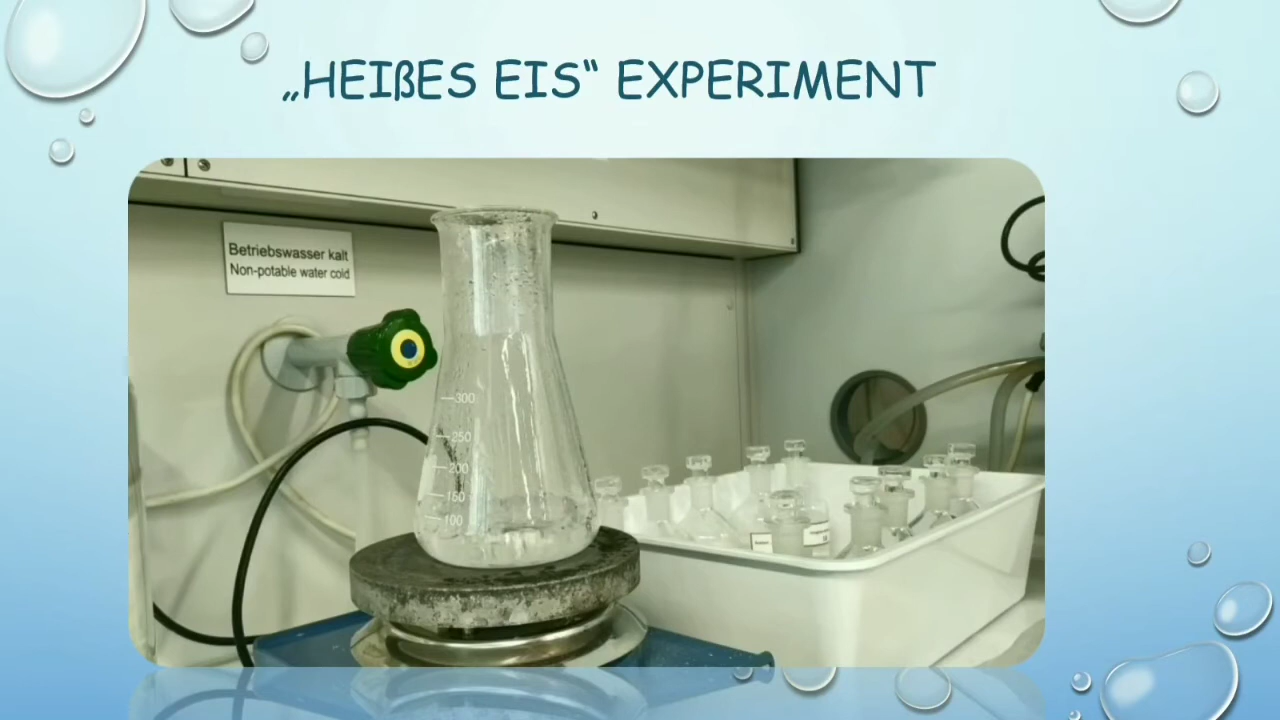 „HEIßES EIS“ EXPERIMENT
Betriebswasser kalt
Non-potable water cold
300
250
200
150
100